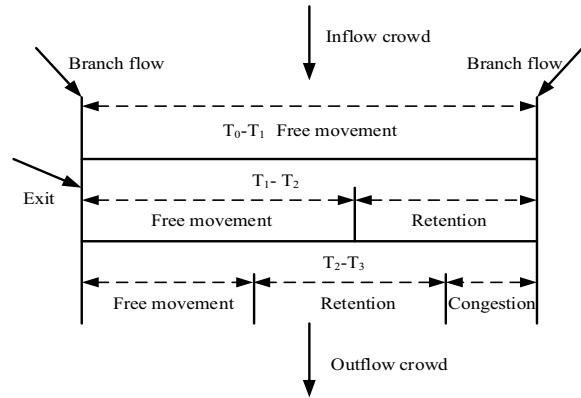 Inflow crowd
Branch flow
Branch flow
T₀-T₁ Free movement
T₁- T₂
Exit
Free movement
Retention
T₂-T₃
Free movement
Retention
Congestion
Outflow crowd